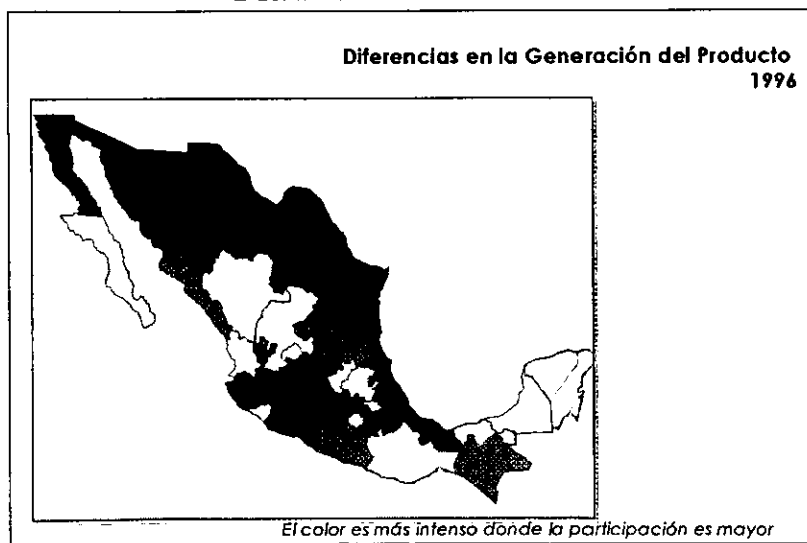 Diferencias en la Generación del Producto
1996
El color es más intenso donde la participación es mayor